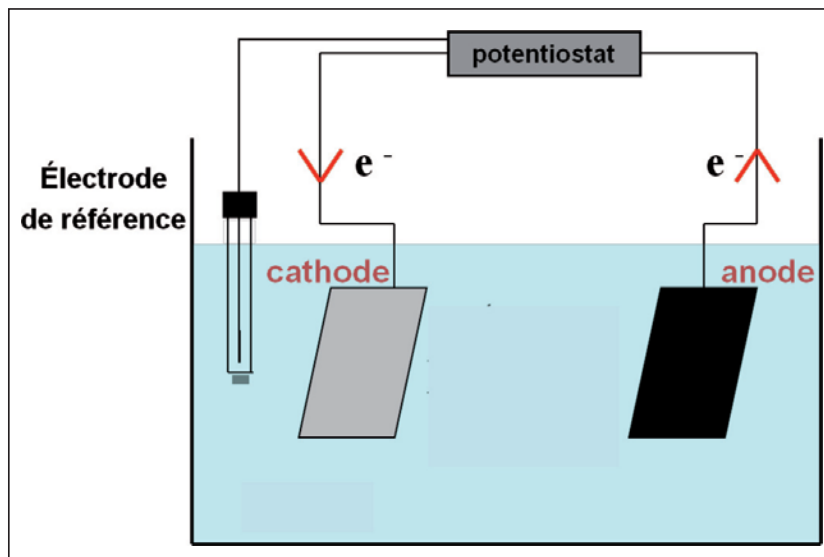 potentiostat
e -
e -
Électrode
de référence
cathode
anode